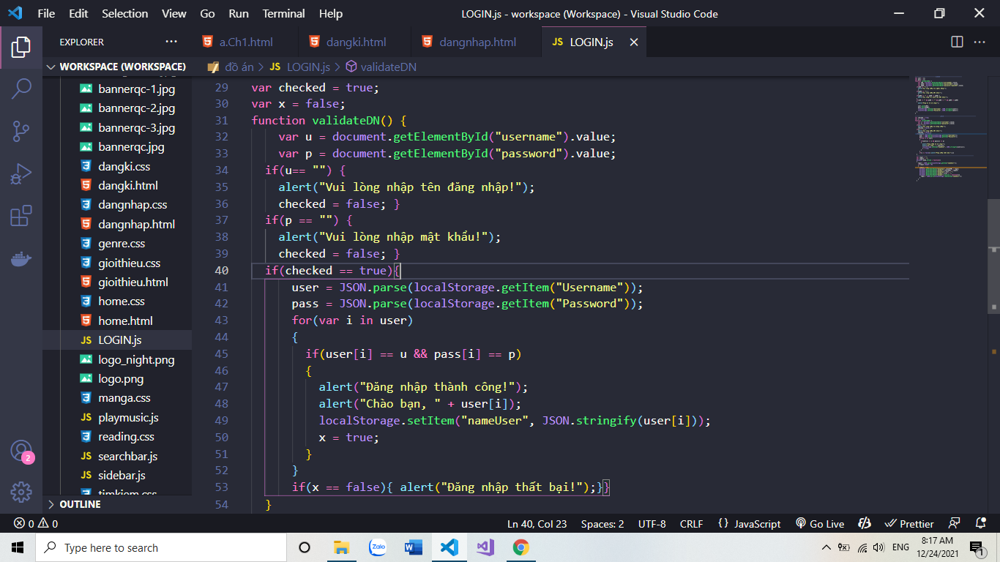 File Edit Selection View Go Run Terminal Help LOGIN.js - workspace (Workspace) - Visual Studio Code
EXPLORER ··· a.Ch1.html dangki.html dangnhap.html JS LOGIN.js
WORKSPACE (WORKSPACE) đồ án > JS LOGIN.js > validateDN
bannerqc-1.jpg
bannerqc-2.jpg
bannerqc-3.jpg
bannerqc.jpg
dangki.css
dangki.html
dangnhap.css
dangnhap.html
genre.css
gioithieu.css
gioithieu.html
home.css
home.html
JS LOGIN.js
logo_night.png
logo.png
manga.css
JS playmusic.js
reading.css
JS searchbar.js
JS sidebar.js
timkiem.css
OUTLINE
29 var checked = true;
30 var x = false;
31 function validateDN() {
32 var u = document.getElementById("username").value;
33 var p = document.getElementById("password").value;
34 if(u== "") {
35 alert("Vui lòng nhập tên đăng nhập!");
36 checked = false; }
37 if(p == "") {
38 alert("Vui lòng nhập mật khẩu!");
39 checked = false; }
40 if(checked == true){
41 user = JSON.parse(localStorage.getItem("Username"));
42 pass = JSON.parse(localStorage.getItem("Password"));
43 for(var i in user)
44 {
45 if(user[i] == u && pass[i] == p)
46 {
47 alert("Đăng nhập thành công!");
48 alert("Chào bạn, " + user[i]);
49 localStorage.setItem("nameUser", JSON.stringify(user[i]));
50 x = true;
51 }
52 }
53 if(x == false){ alert("Đăng nhập thất bại!");}}
54 }
2
0 0 Ln 40, Col 23 Spaces: 2 UTF-8 CRLF {} JavaScript Go Live Prettier
Type here to search Zalo ENG 8:17 AM
12/24/2021 1